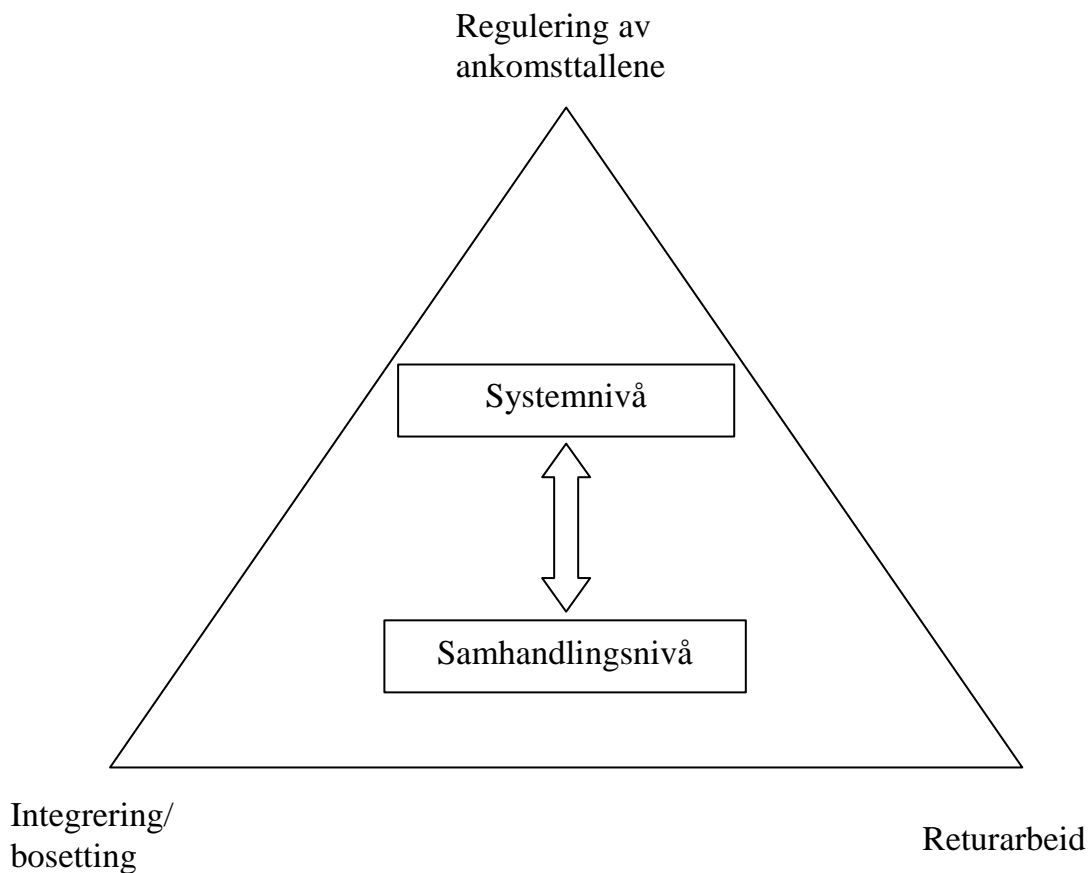 Regulering av
ankomsttallene
Systemnivå
Samhandlingsnivå
Integrering/
bosetting
Returarbeid